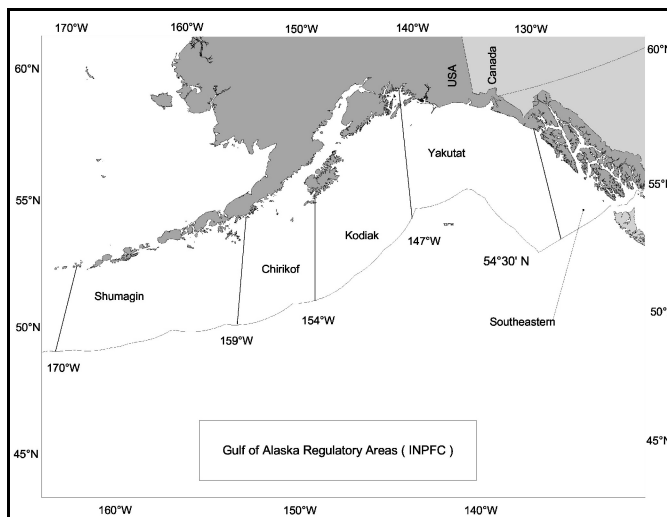 170°W
160°W
150°W
140°W
130°W
60°N
60°N
USA
Canada
Yakutat
55°N
55°N
Kodiak
147°W
54°30' N
Chirikof
Shumagin
50°N
50°N
154°W
Southeastern
159°W
170°W
Gulf of Alaska Regulatory Areas ( INPFC )
45°N
45°N
160°W
150°W
140°W